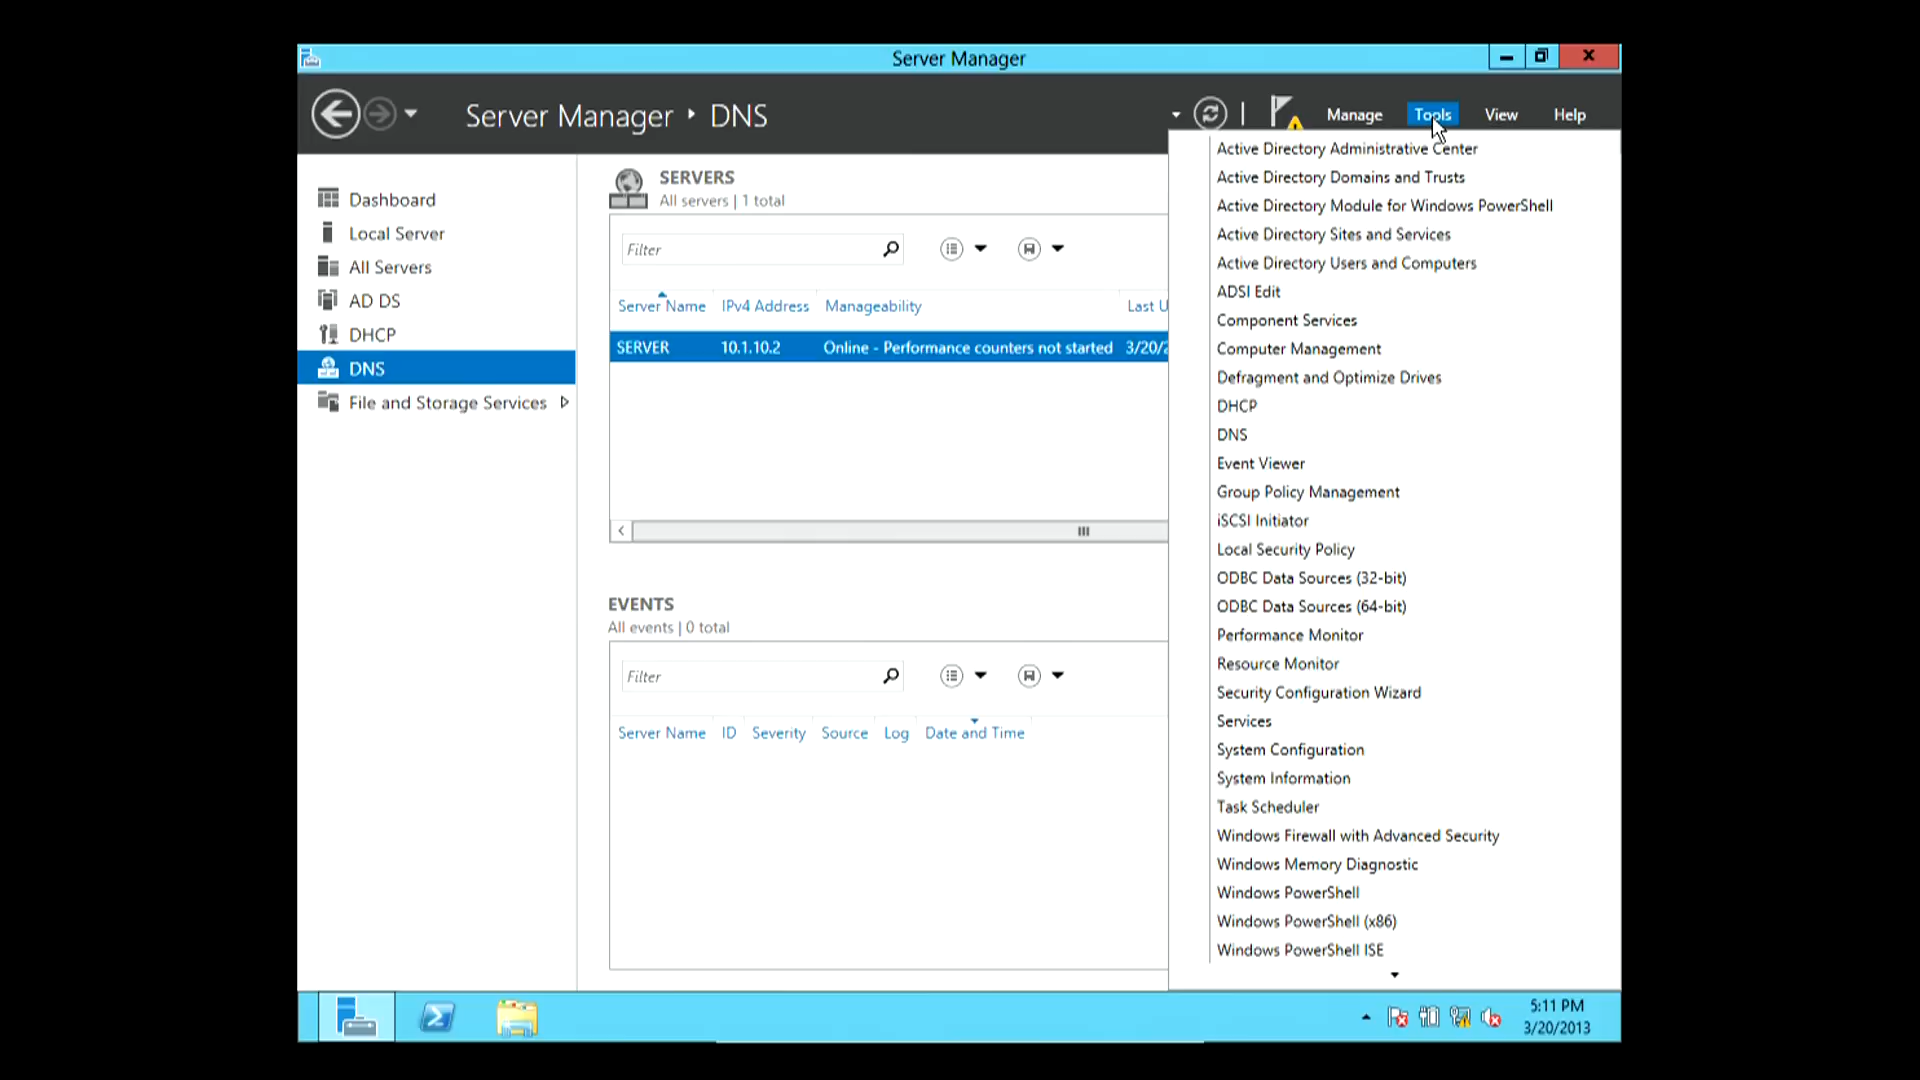 Server Manager
Server Manager ‣ DNS
Manage
Tools
View
Help
Dashboard
Local Server
All Servers
AD DS
DHCP
DNS
File and Storage Services
SERVERS
All servers | 1 total
Filter
Server Name IPv4 Address Manageability Last U
SERVER 10.1.10.2 Online - Performance counters not started 3/20/2
EVENTS
All events | 0 total
Filter
Server Name ID Severity Source Log Date and Time
Active Directory Administrative Center
Active Directory Domains and Trusts
Active Directory Module for Windows PowerShell
Active Directory Sites and Services
Active Directory Users and Computers
ADSI Edit
Component Services
Computer Management
Defragment and Optimize Drives
DHCP
DNS
Event Viewer
Group Policy Management
iSCSI Initiator
Local Security Policy
ODBC Data Sources (32-bit)
ODBC Data Sources (64-bit)
Performance Monitor
Resource Monitor
Security Configuration Wizard
Services
System Configuration
System Information
Task Scheduler
Windows Firewall with Advanced Security
Windows Memory Diagnostic
Windows PowerShell
Windows PowerShell (x86)
Windows PowerShell ISE
5:11 PM
3/20/2013